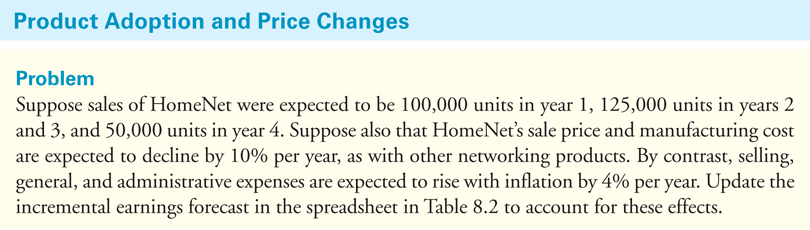 Product Adoption and Price Changes
Problem
Suppose sales of HomeNet were expected to be 100,000 units in year 1, 125,000 units in years 2
and 3, and 50,000 units in year 4. Suppose also that HomeNet’s sale price and manufacturing cost
are expected to decline by 10% per year, as with other networking products. By contrast, selling,
general, and administrative expenses are expected to rise with inflation by 4% per year. Update the
incremental earnings forecast in the spreadsheet in Table 8.2 to account for these effects.